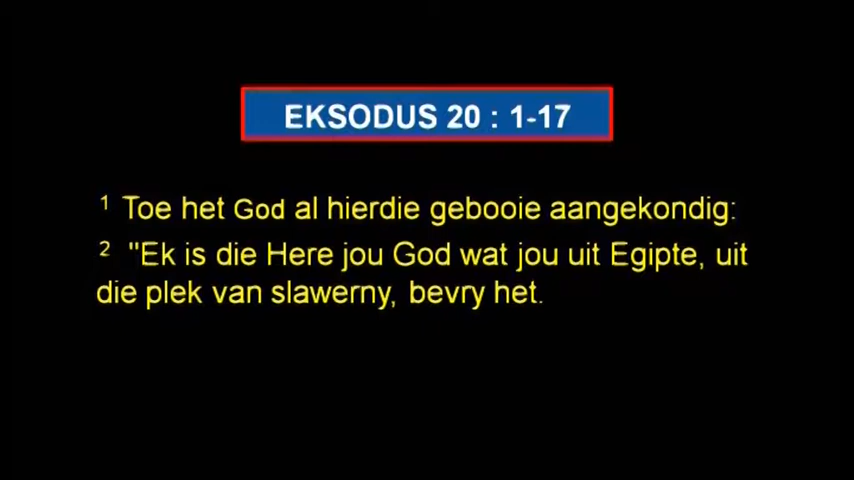 EKSODUS 20 : 1-17
¹ Toe het God al hierdie gebooie aangekondig:
² "Ek is die Here jou God wat jou uit Egipte, uit
die plek van slawerny, bevry het.